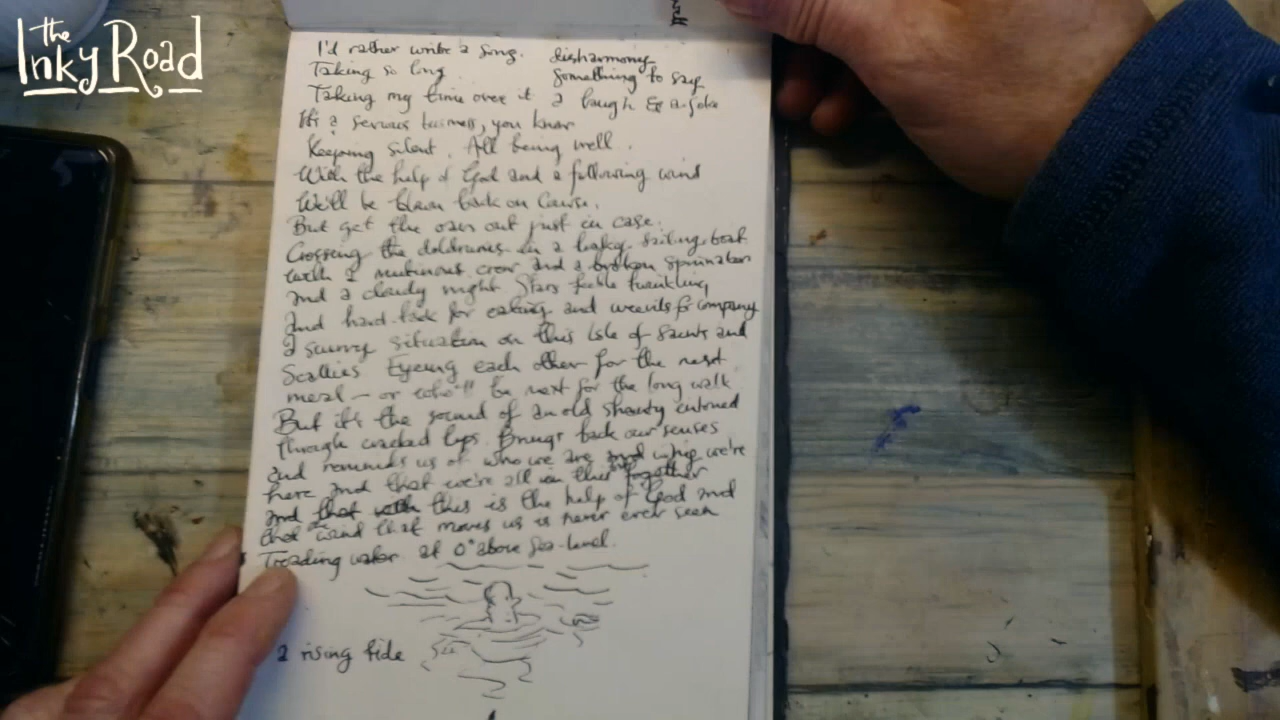 the
Inky Road
I'd rather write a song. disharmony
Taking so long. something to say
Taking my time over it a laugh & a joke
It's a serious business, you know
Keeping silent. All being well.
With the help of God and a following wind
We'll be blown back on course.
But get the oars out just in case.
Crossing the doldrums in a leaky sailing boat
with a mutinous crew and a broken spinnaker
and a cloudy night Stars feeble twinkling
and hard tack for eating and weevils for company
a scurvy situation on this isle of saints and
Scallies Eyeing each other for the next
meal - or who'll be next for the long walk
But it's the sound of an old shanty intoned
through cracked lips. Brings back our senses
and reminds us of who we are and why we're
here and that we're all in this together
and that with this is the help of God and
that wind that moves us is never ever seen
Treading water at 0° above Sea-level.
a rising tide